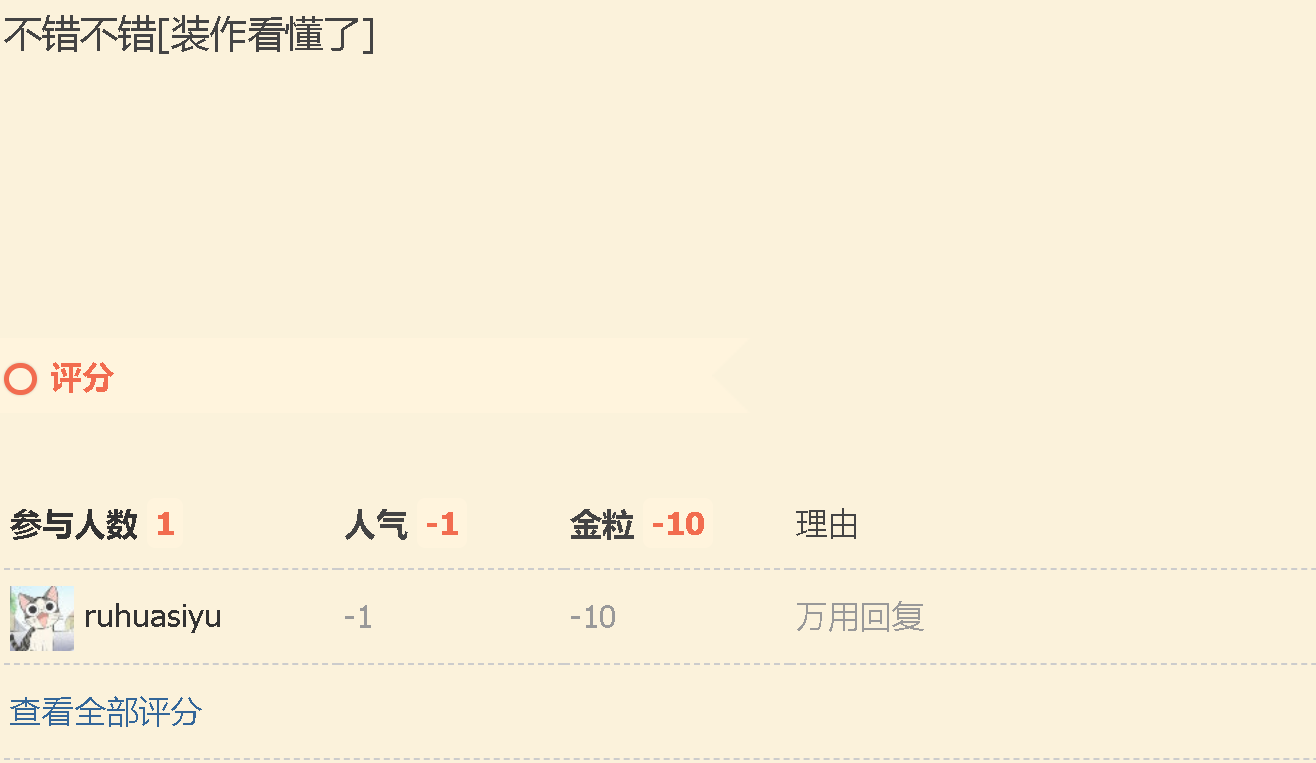 不错不错[装作看懂了]
评分
参与人数 1 人气 -1 金粒 -10 理由
ruhuasiyu -1 -10 万用回复
查看全部评分